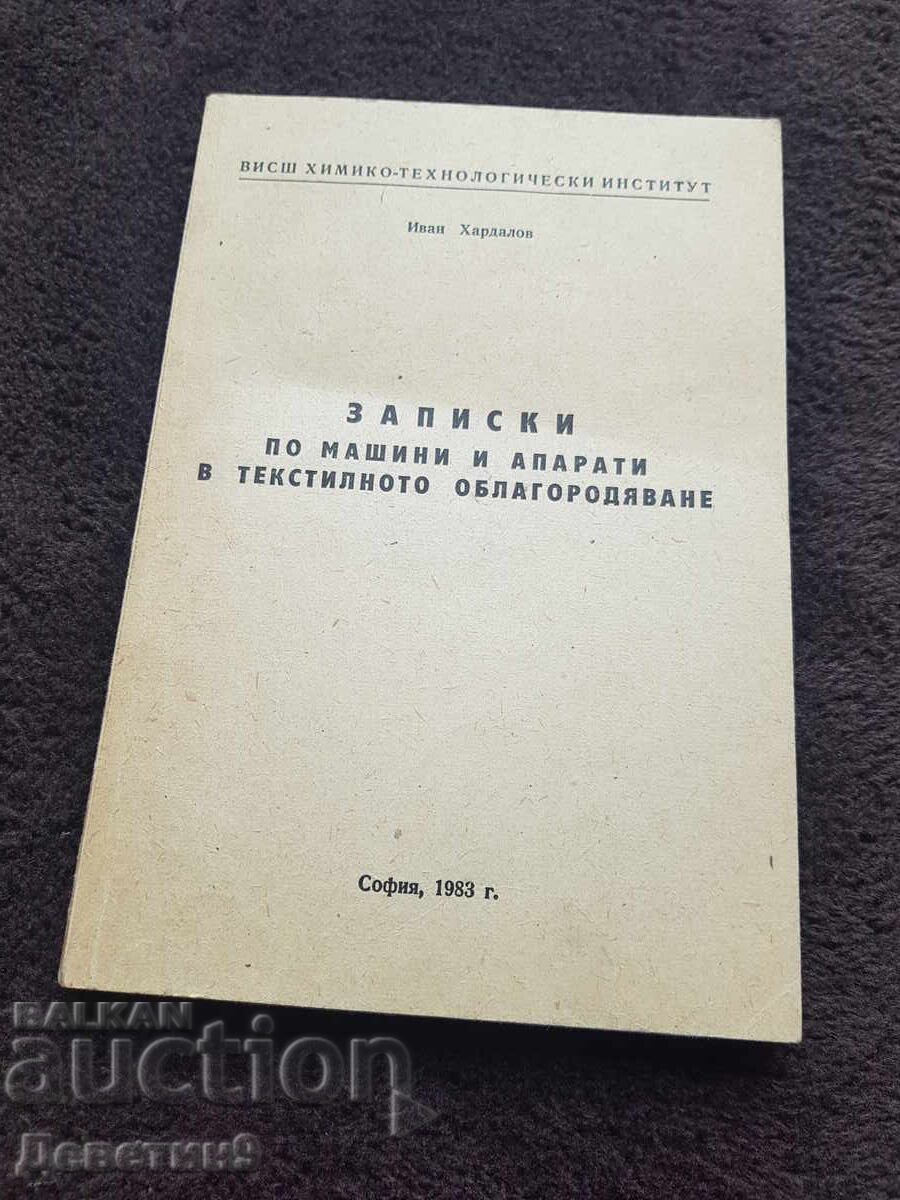 ВИСШ ХИМИКО-ТЕХНОЛОГИЧЕСКИ ИНСТИТУТ
Иван Хардалов
ЗАПИСКИ
ПО МАШИНИ И АПАРАТИ
В ТЕКСТИЛНОТО ОБЛАГОРОДЯВАНЕ
София, 1983 г.
BALKAN
auction
Деветин9